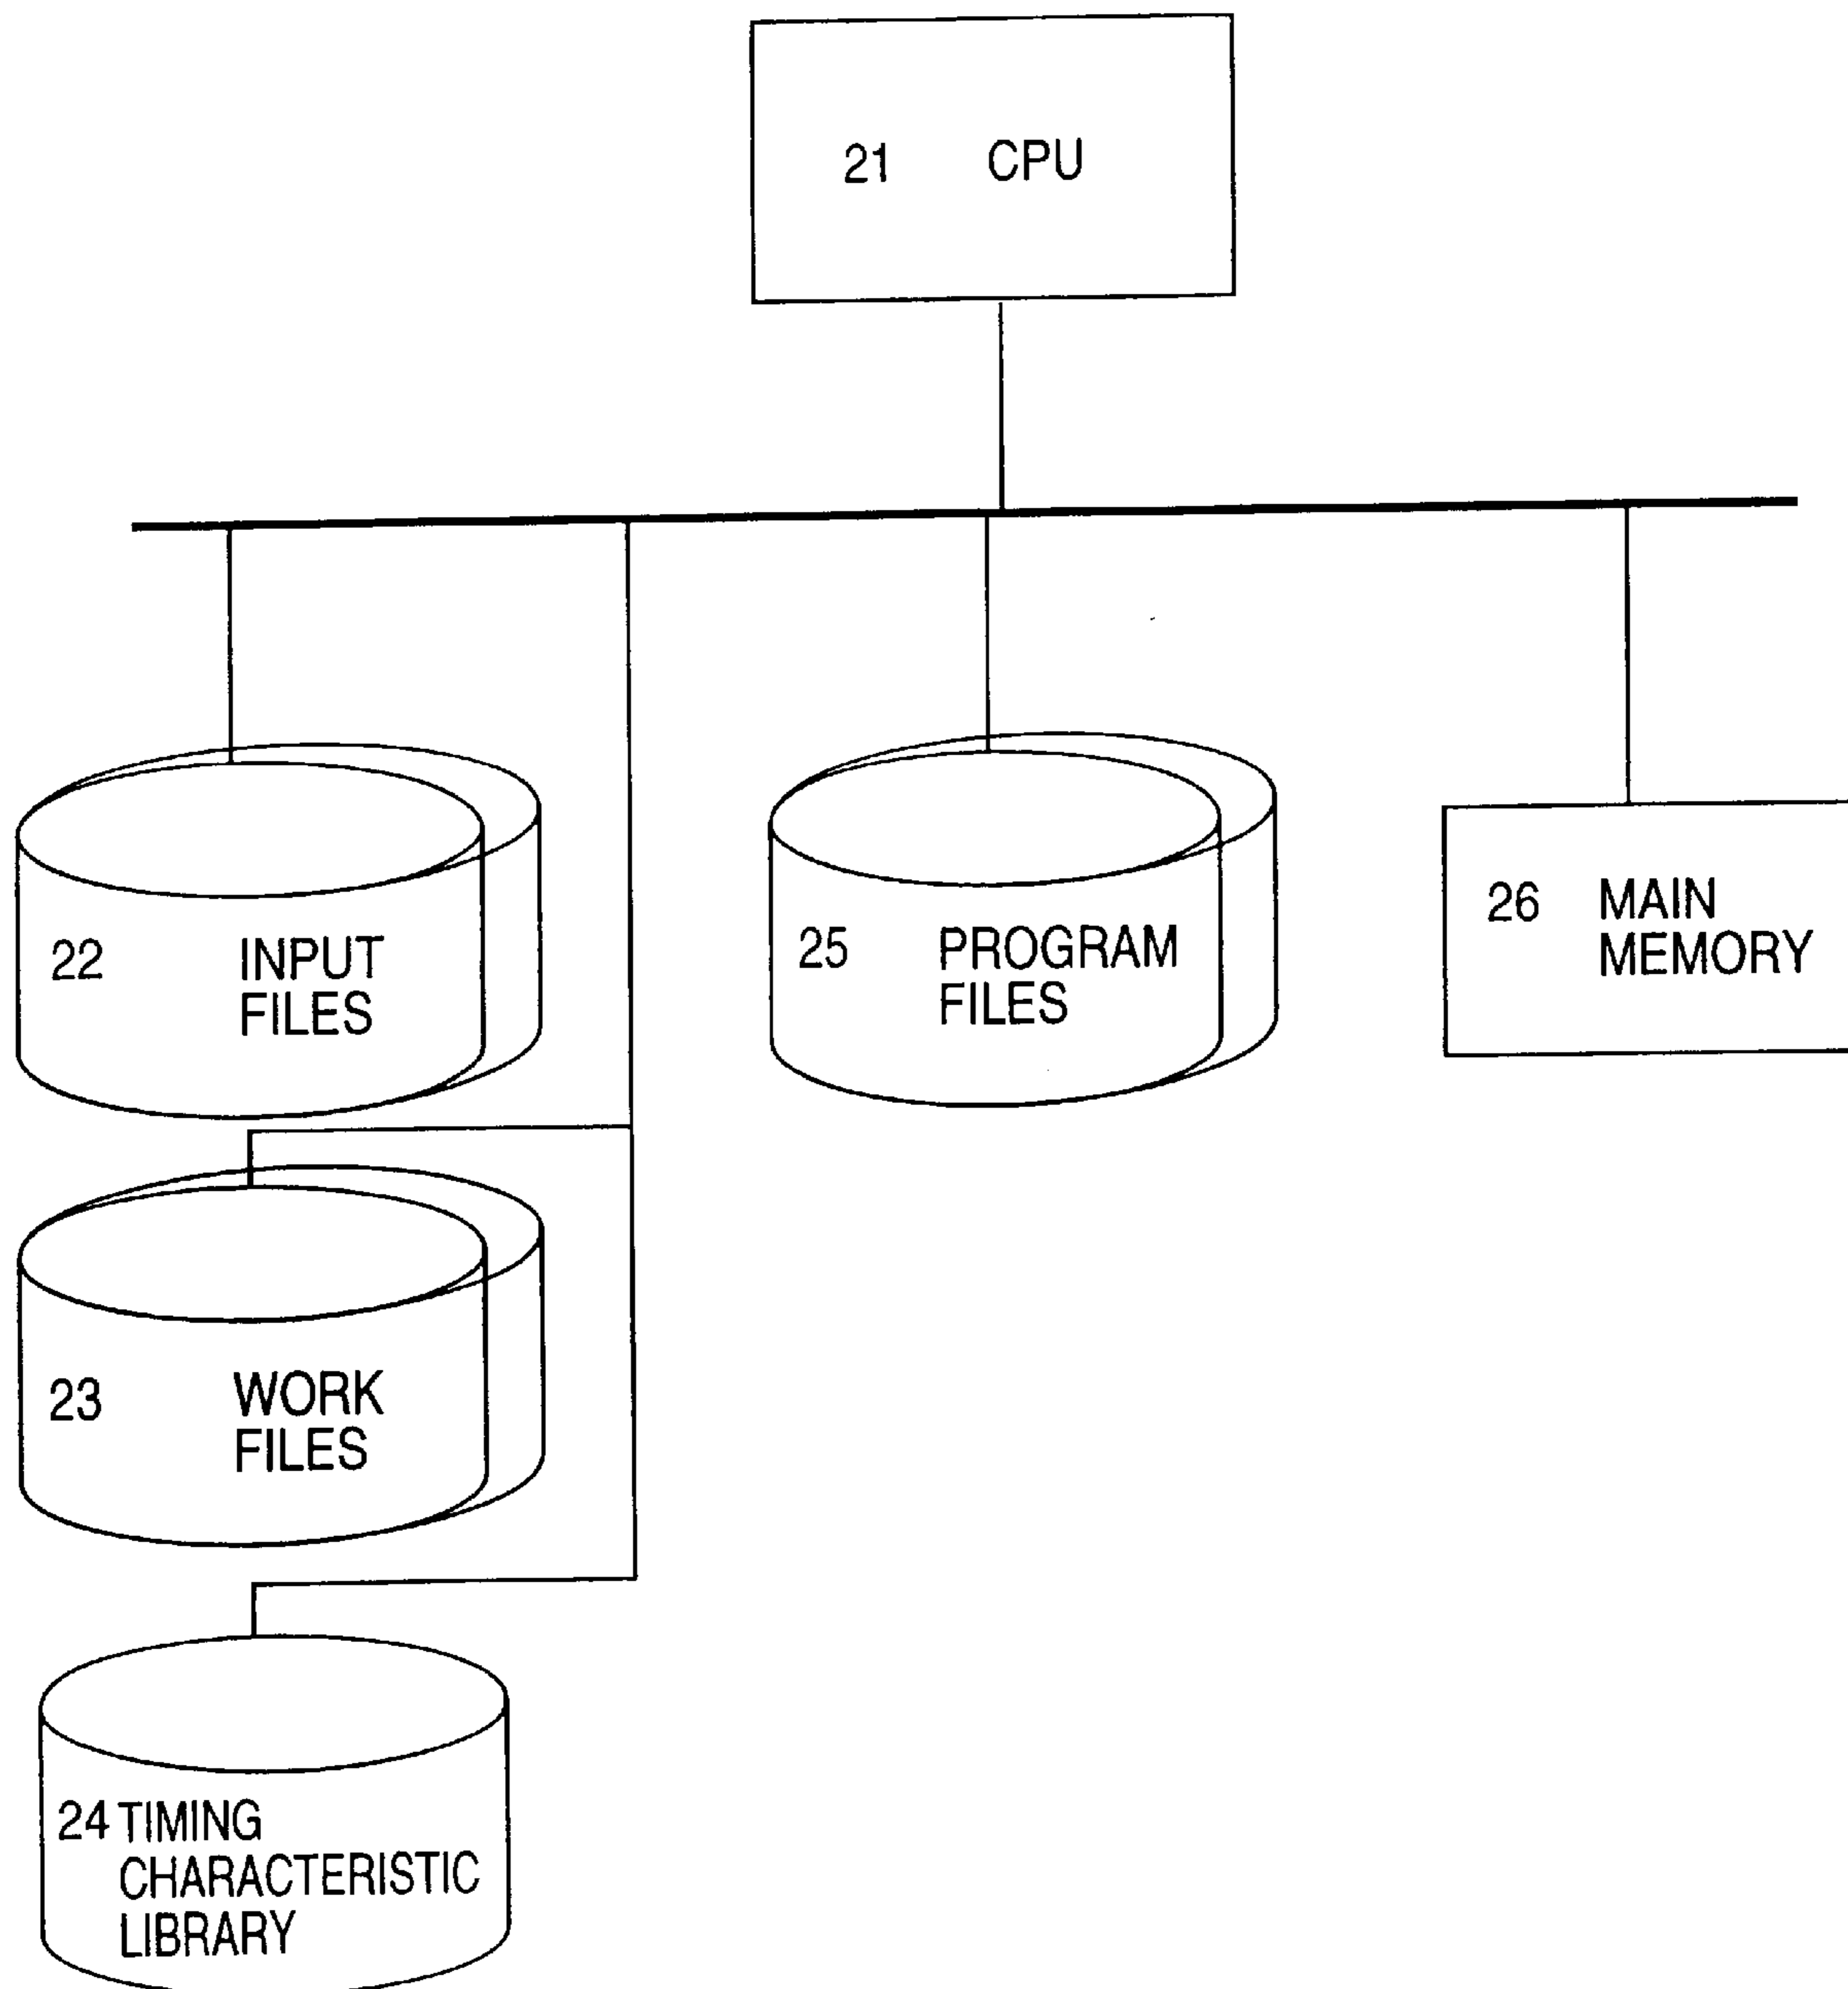 21 CPU
22 INPUT
FILES
25 PROGRAM
FILES
26 MAIN
MEMORY
23 WORK
FILES
24 TIMING
CHARACTERISTIC
LIBRARY